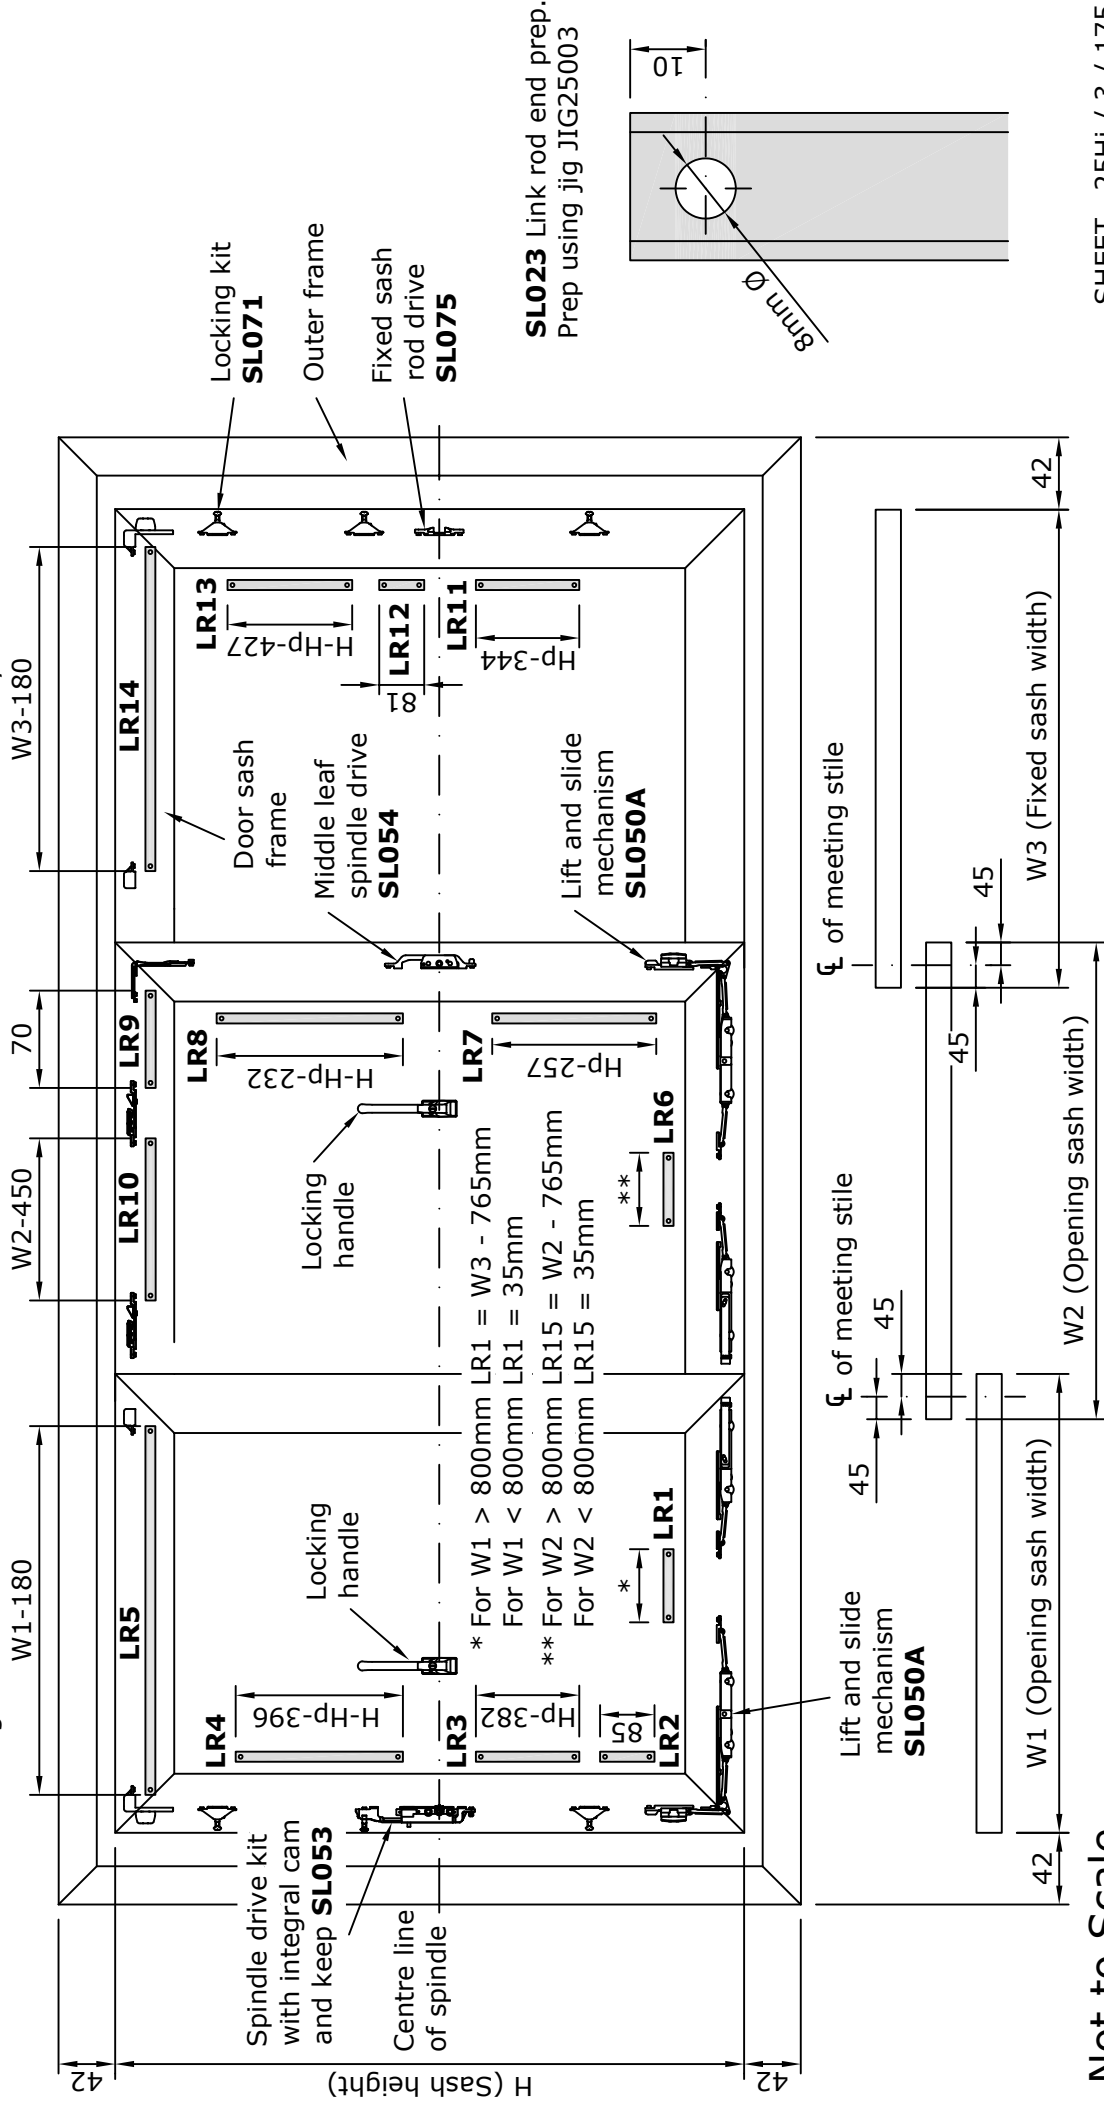 W1-180
W2-450
70
W3-180
LR5
LR10
LR9
LR14
Door sash
frame
Locking kit
SL071
Outer frame
Fixed sash
rod drive
SL075
LR4
H-Hp-396
LR8
H-Hp-232
LR13
H-Hp-427
LR12
81
LR11
Hp-344
Spindle drive kit
with integral cam
and keep SL053
Centre line
of spindle
Locking
handle
Locking
handle
Middle leaf
spindle drive
SL054
LR3
Hp-382
LR2
85
LR7
Hp-257
LR6
**
LR1
*
* For W1 > 800mm LR1 = W3 - 765mm
For W1 < 800mm LR1 = 35mm
** For W2 > 800mm LR15 = W2 - 765mm
For W2 < 800mm LR15 = 35mm
Lift and slide
mechanism
SL050A
Lift and slide
mechanism
SL050A
SL023 Link rod end prep.
Prep using jig JIG25003
10
8mm Ø
42
H (Sash height)
42
℄ of meeting stile
℄ of meeting stile
45
45
45
45
42
W1 (Opening sash width)
W2 (Opening sash width)
W3 (Fixed sash width)
42
Not to Scale
SHEET 25Hi / 3 / 175